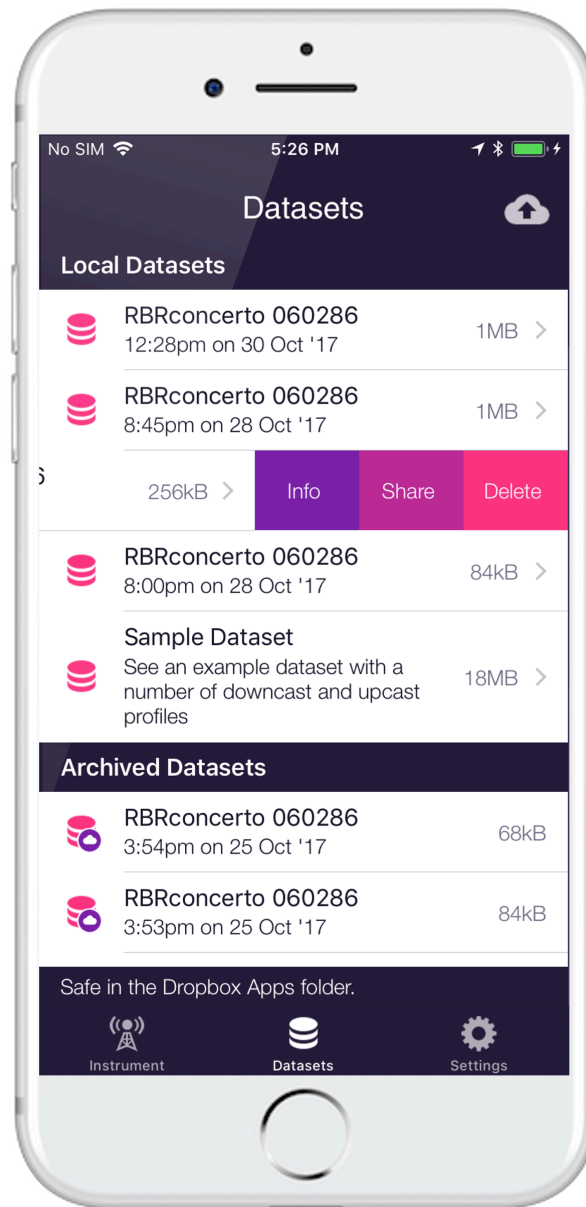 No SIM 5:26 PM
Datasets
Local Datasets
RBRconcerto 060286
12:28pm on 30 Oct '17
1MB
RBRconcerto 060286
8:45pm on 28 Oct '17
1MB
256kB Info Share Delete
RBRconcerto 060286
8:00pm on 28 Oct '17
84kB
Sample Dataset
See an example dataset with a
number of downcast and upcast
profiles
18MB
Archived Datasets
RBRconcerto 060286
3:54pm on 25 Oct '17
68kB
RBRconcerto 060286
3:53pm on 25 Oct '17
84kB
Safe in the Dropbox Apps folder.
Instrument Datasets Settings